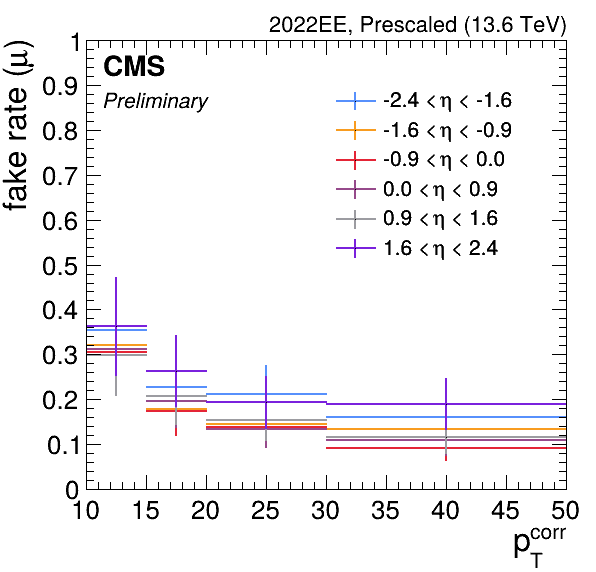 2022EE, Prescaled (13.6 TeV)
CMS
Preliminary
fake rate (μ)
-2.4 < η < -1.6
-1.6 < η < -0.9
-0.9 < η < 0.0
0.0 < η < 0.9
0.9 < η < 1.6
1.6 < η < 2.4
1
0.9
0.8
0.7
0.6
0.5
0.4
0.3
0.2
0.1
0
10 15 20 25 30 35 40 45 50
p_T^corr